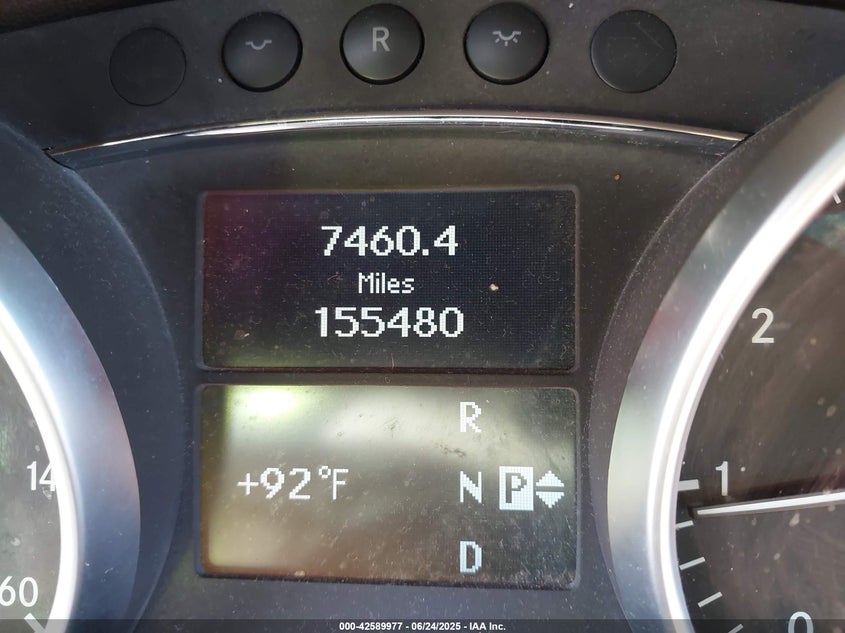 R
7460.4
Miles
155480
R
+92°F
N P
D
14
60
2
1
0
000-42589977 - 06/24/2025 - IAA Inc.